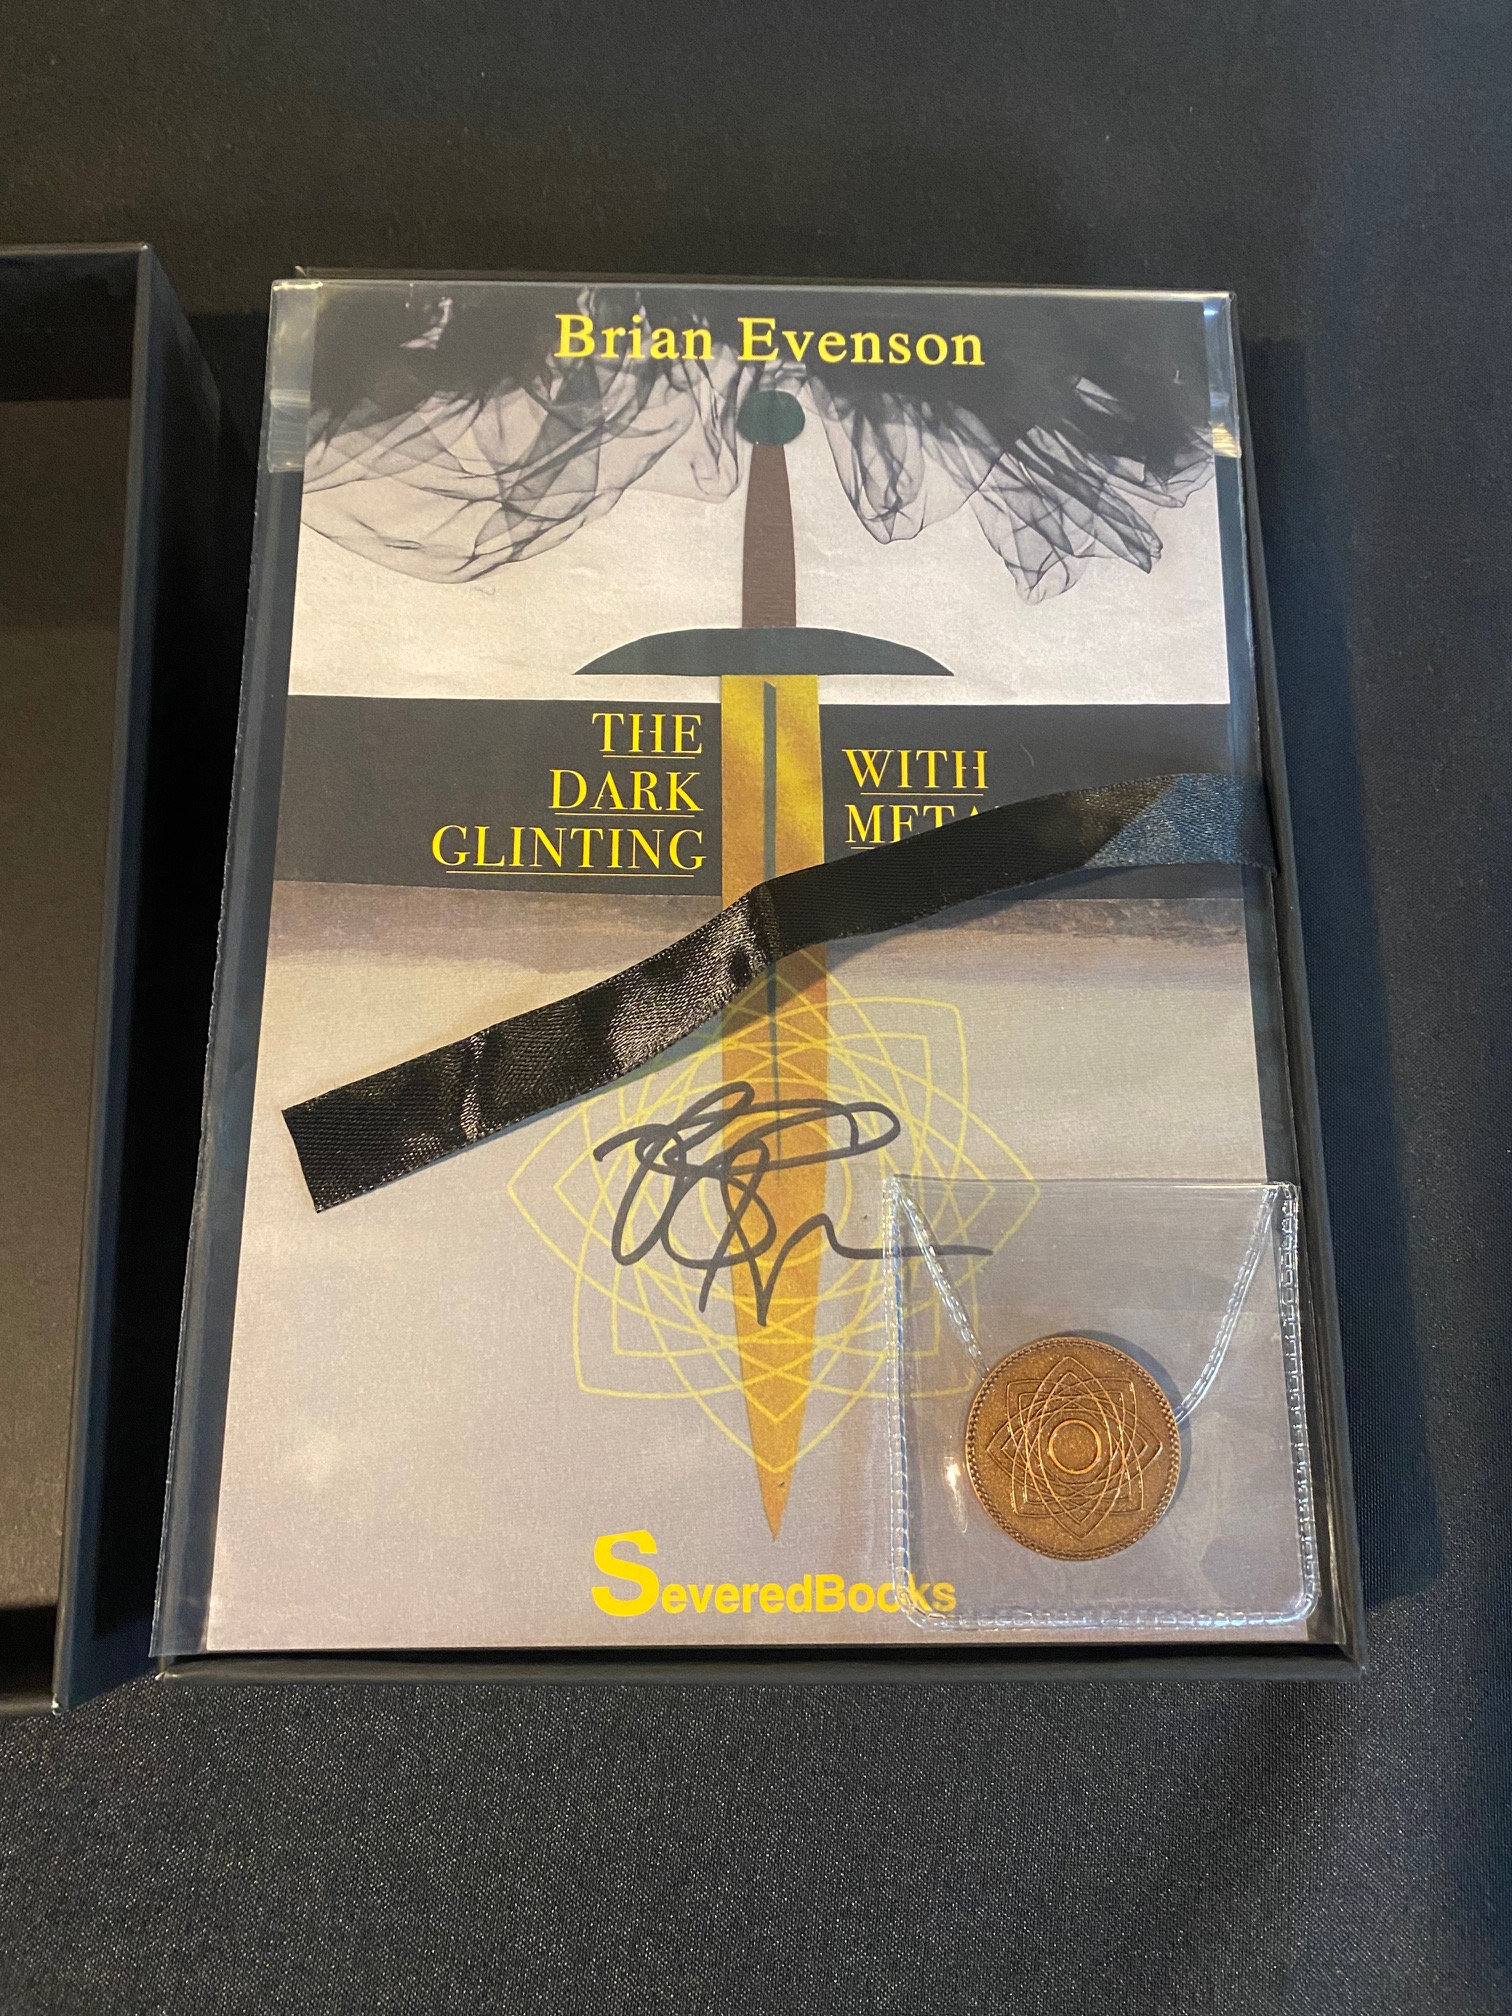 Brian Evenson
THE
DARK
GLINTING
WITH
SeveredBooks